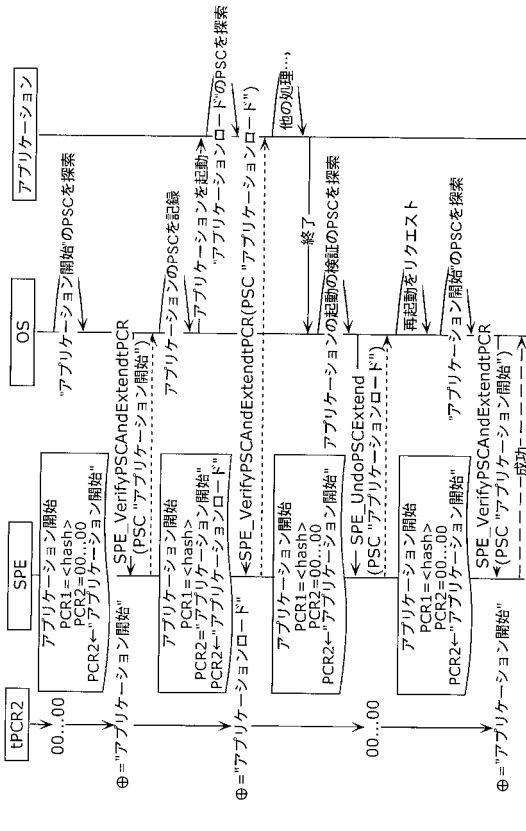 tPCR2
SPE
OS
アプリケーション
00...00
アプリケーション開始
PCR1=<hash>
PCR2=00...00
PCR2←"アプリケーション開始"
"アプリケーション開始"のPSCを探索
SPE_VerifyPSCAndExtendtPCR
(PSC "アプリケーション開始")
⊕="アプリケーション開始"
アプリケーション開始
PCR1=<hash>
PCR2="アプリケーション開始"
PCR2←"アプリケーションロード"
アプリケーションのPSCを記録
アプリケーションを起動
"アプリケーションロード"のPSCを探索
SPE_VerifyPSCAndExtendtPCR(PSC "アプリケーションロード")
⊕="アプリケーションロード"
他の処理…
終了
アプリケーション開始
PCR1=<hash>
PCR2=00...00
PCR2←"アプリケーション開始"
アプリケーションの起動の検証のPSCを探索
SPE_UndoPSCExtend
(PSC "アプリケーションロード")
00...00
再起動をリクエスト
アプリケーション開始
PCR1=<hash>
PCR2=00...00
PCR2←"アプリケーション開始"
"アプリケーション開始"のPSCを探索
SPE_VerifyPSCAndExtendtPCR
(PSC "アプリケーション開始")
⊕="アプリケーション開始"
成功